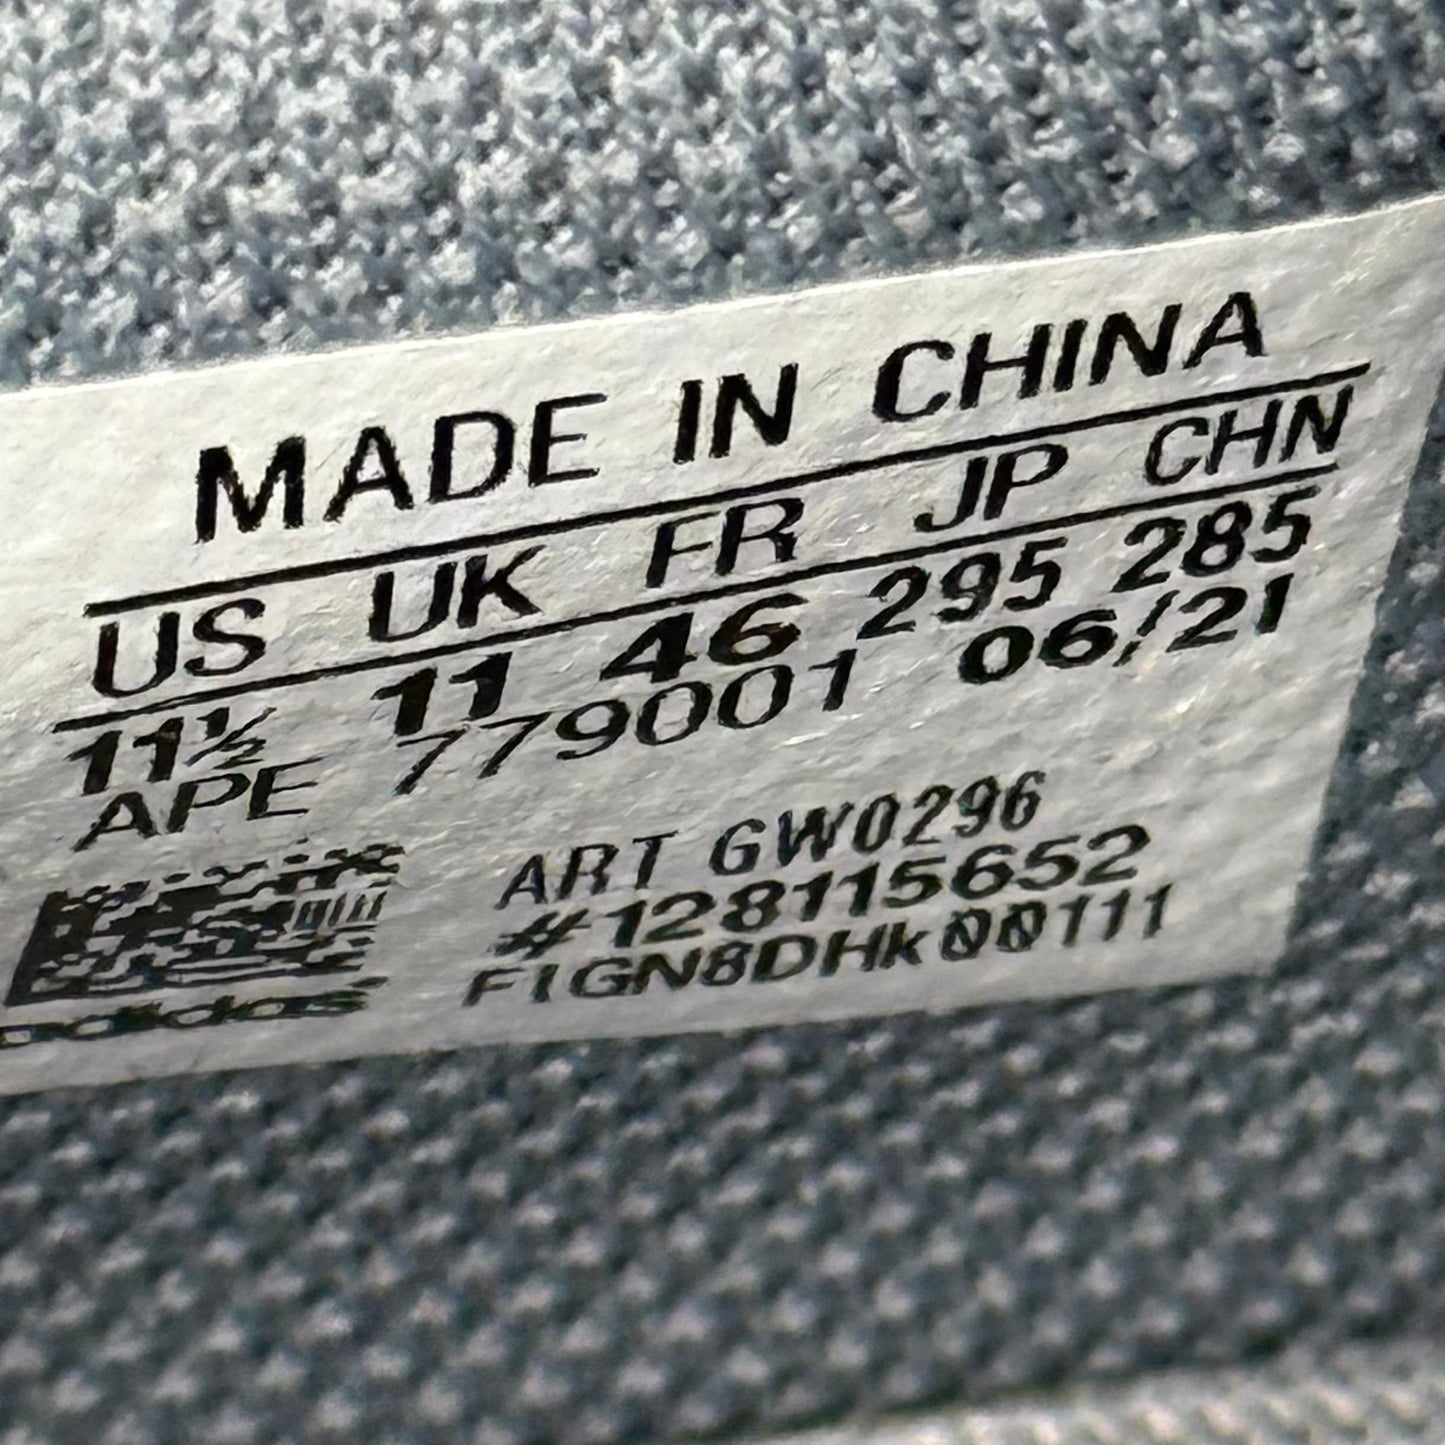 MADE IN CHINA
US UK FR JP CHN
11½ 11 46 295 285
APE 779001 06/21
ART GW0296
#128115652
F1GN8DHk00111
adidas